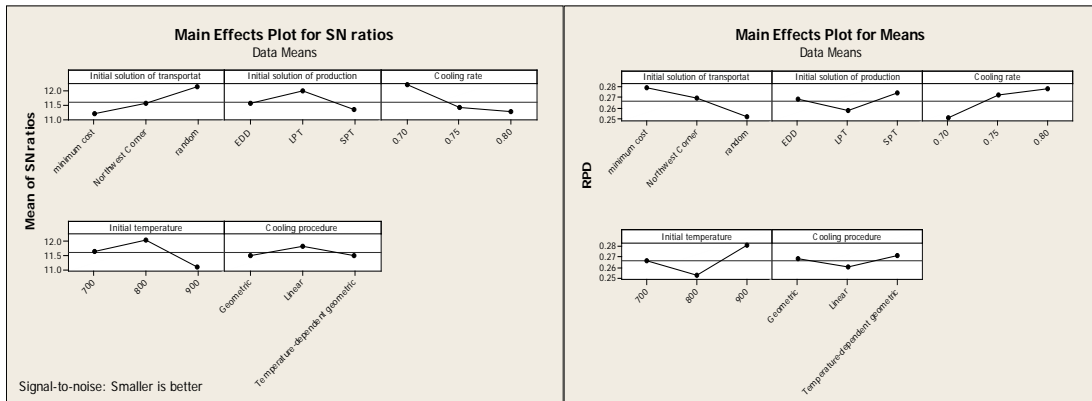 Main Effects Plot for SN ratios
Data Means
Initial solution of transportat Initial solution of production Cooling rate
12.0
11.5
11.0
minimum cost Northwest Corner random EDD LPT SPT 0.70 0.75 0.80
Mean of SN ratios
Initial temperature Cooling procedure
12.0
11.5
11.0
700 800 900 Geometric Linear Temperature-dependent geometric
Signal-to-noise: Smaller is better
Main Effects Plot for Means
Data Means
Initial solution of transportat Initial solution of production Cooling rate
0.28
0.27
0.26
0.25
minimum cost Northwest Corner random EDD LPT SPT 0.70 0.75 0.80
RPD
Initial temperature Cooling procedure
0.28
0.27
0.26
0.25
700 800 900 Geometric Linear Temperature-dependent geometric